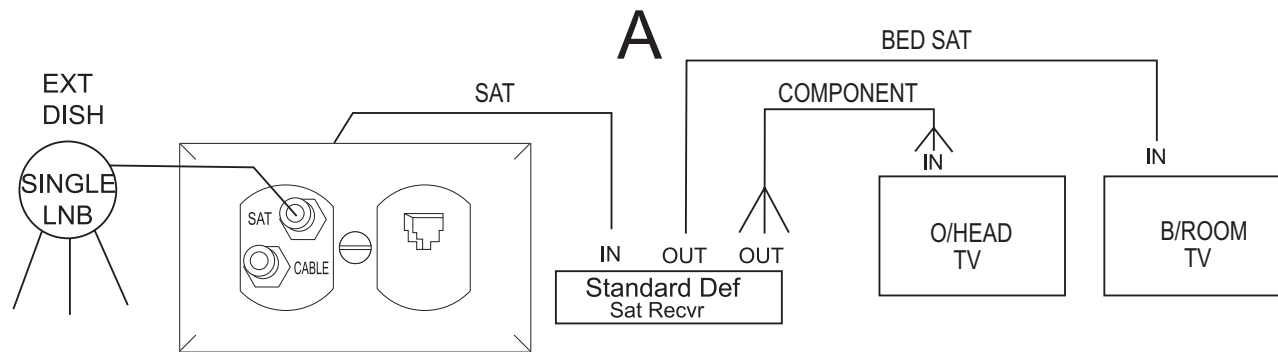 A
EXT
DISH
SINGLE
LNB
SAT
CABLE
SAT
BED SAT
COMPONENT
IN
OUT
OUT
Standard Def
Sat Recvr
IN
O/HEAD
TV
IN
B/ROOM
TV